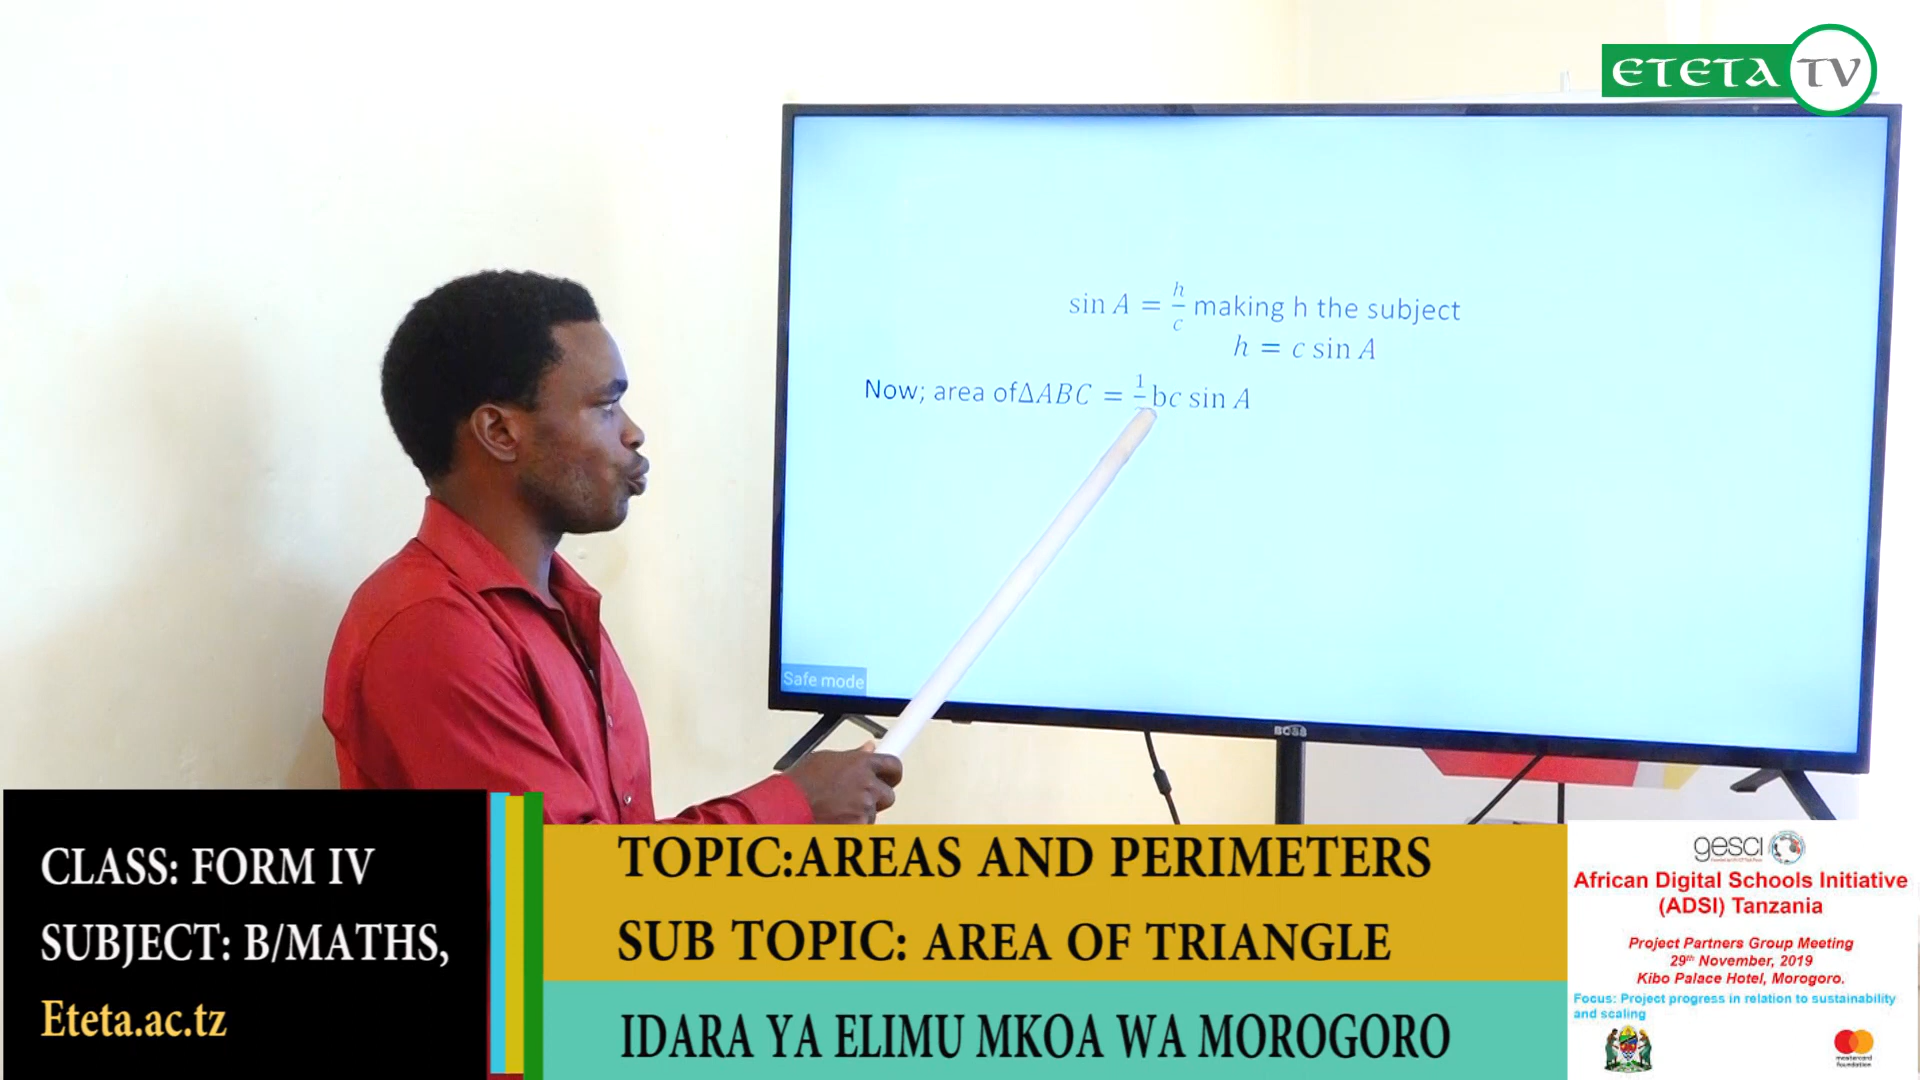 ETETA TV
sin A = h/c making h the subject
h = c sin A
Now; area of ΔABC = 1/ bc sin A
Safe mode
BOSS
CLASS: FORM IV
SUBJECT: B/MATHS,
Eteta.ac.tz
TOPIC:AREAS AND PERIMETERS
SUB TOPIC: AREA OF TRIANGLE
IDARA YA ELIMU MKOA WA MOROGORO
gesci
African Digital Schools Initiative
(ADSI) Tanzania
Project Partners Group Meeting
29th November, 2019
Kibo Palace Hotel, Morogoro.
Focus: Project progress in relation to sustainability
and scaling
mastercard
foundation